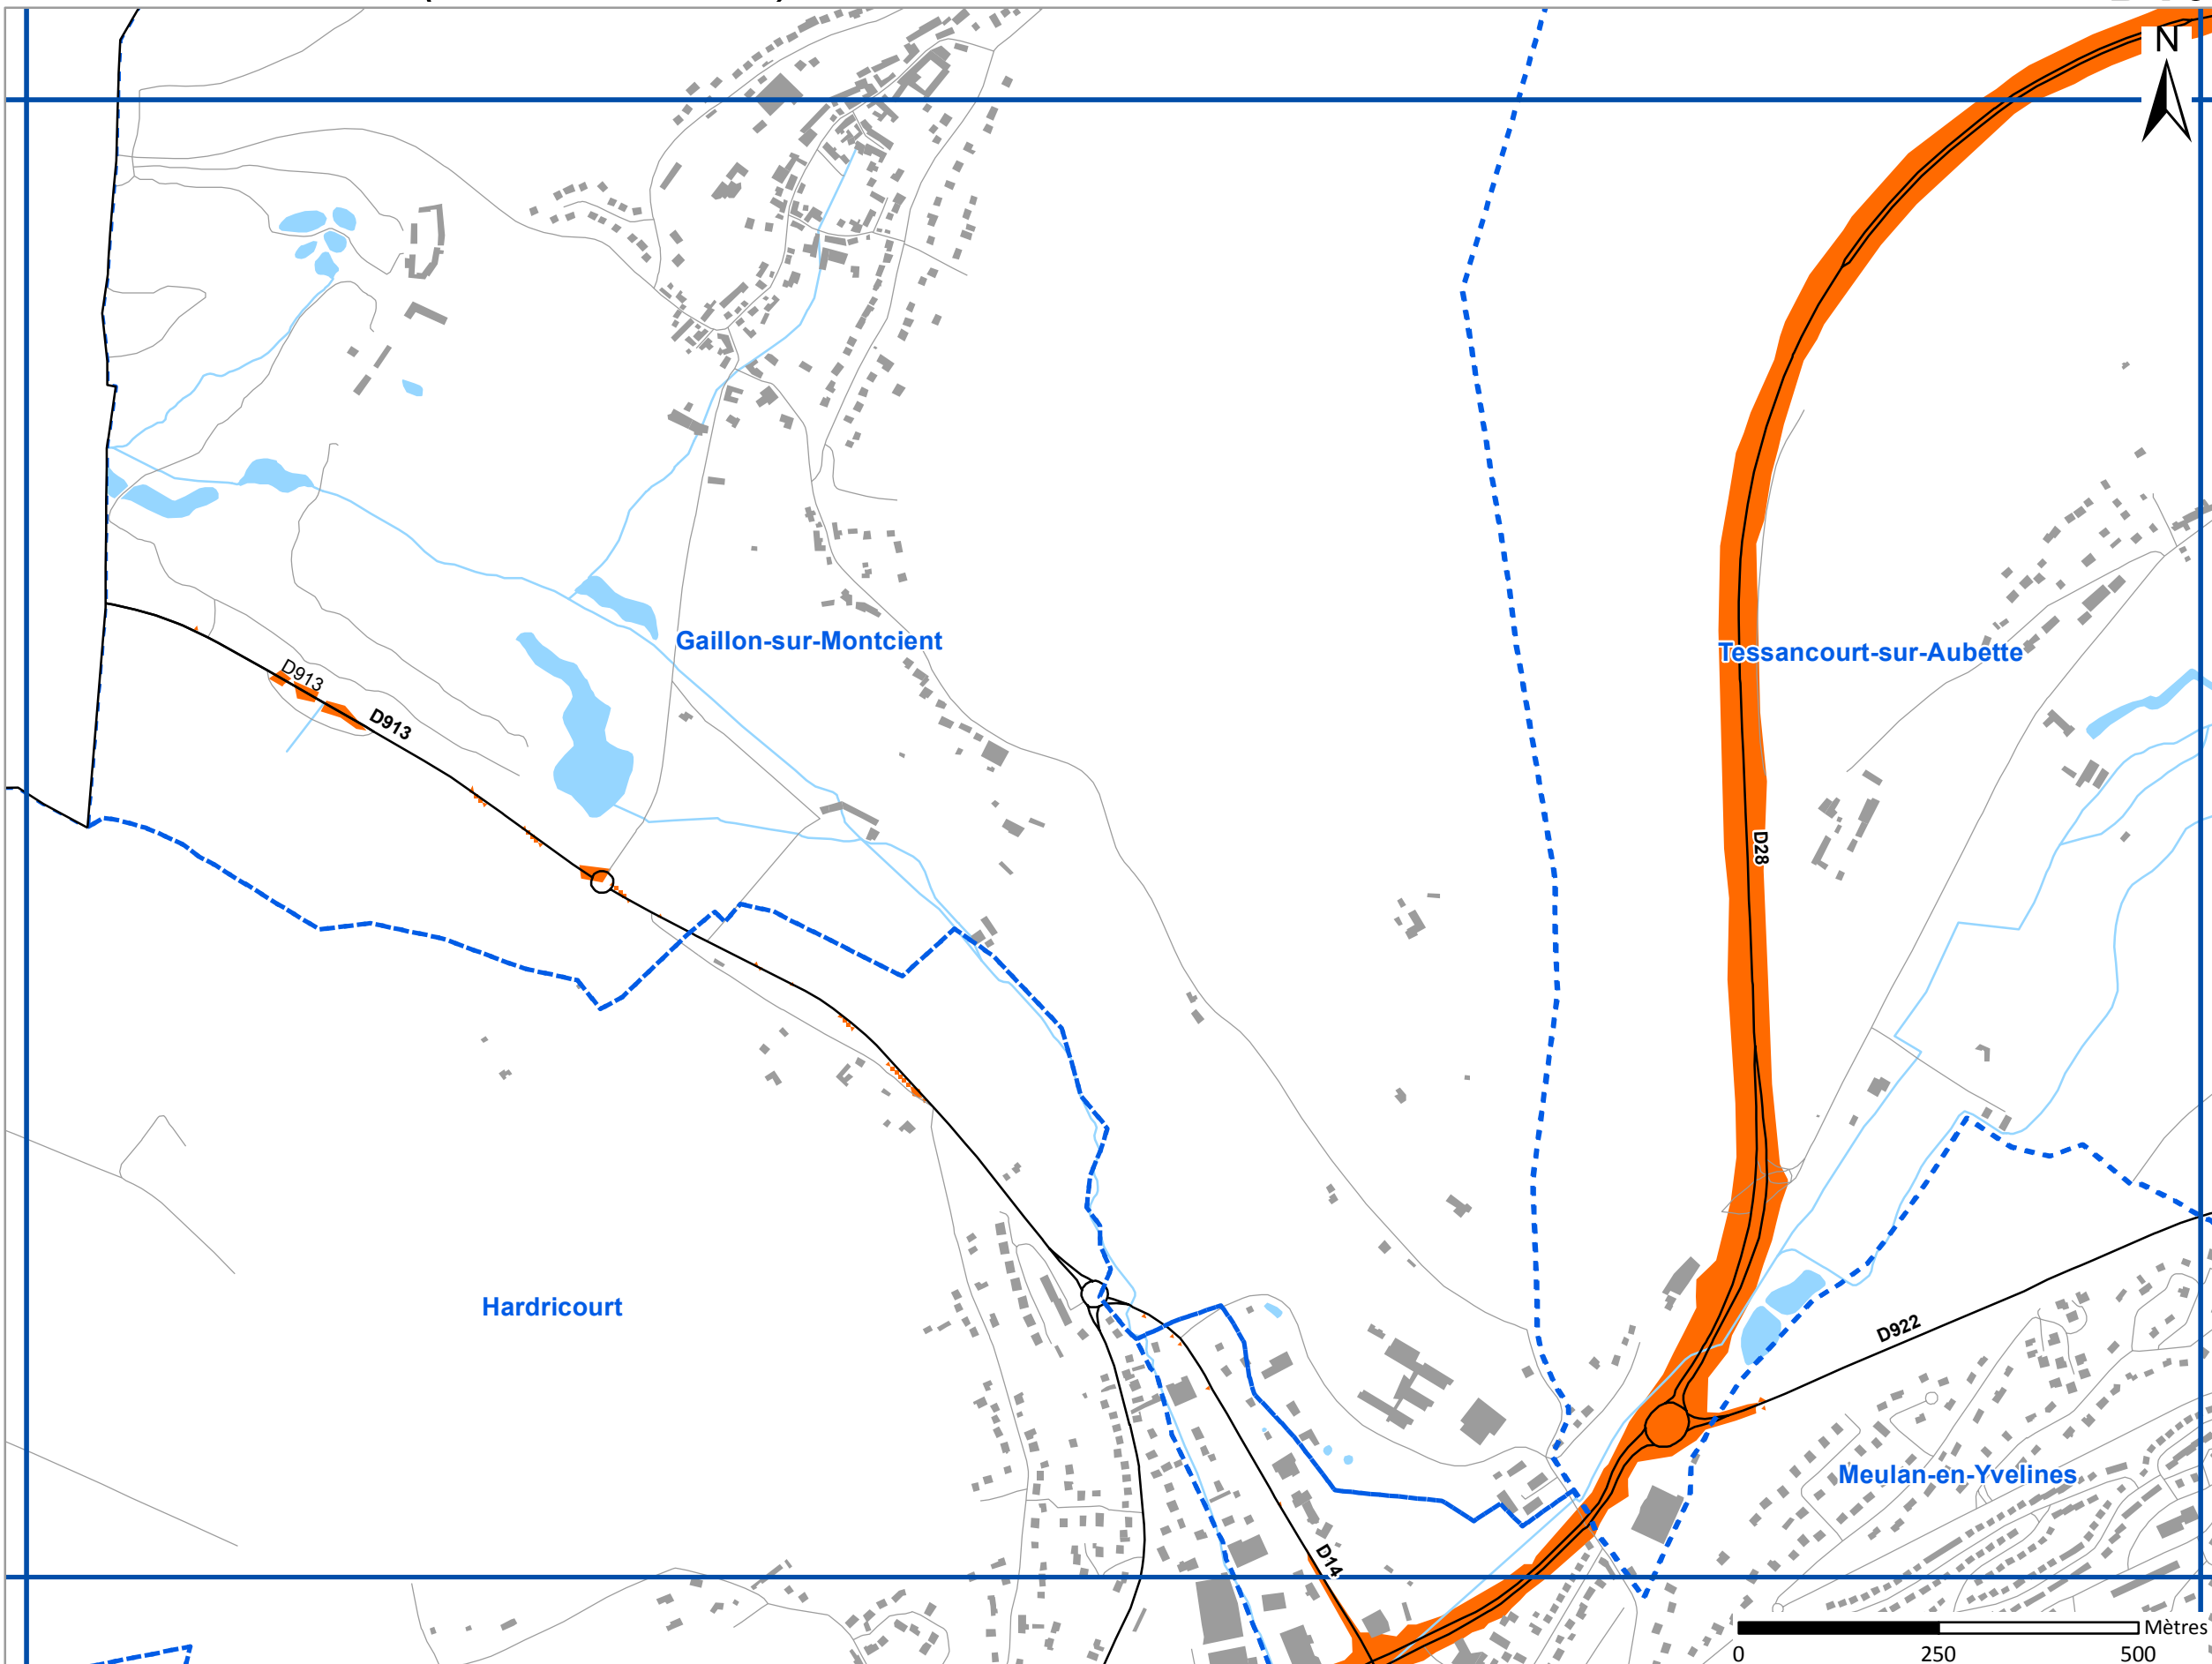 N
Gaillon-sur-Montcient
Tessancourt-sur-Aubette
D913
D913
D28
Hardricourt
D922
Meulan-en-Yvelines
D14
Mètres
0 250 500